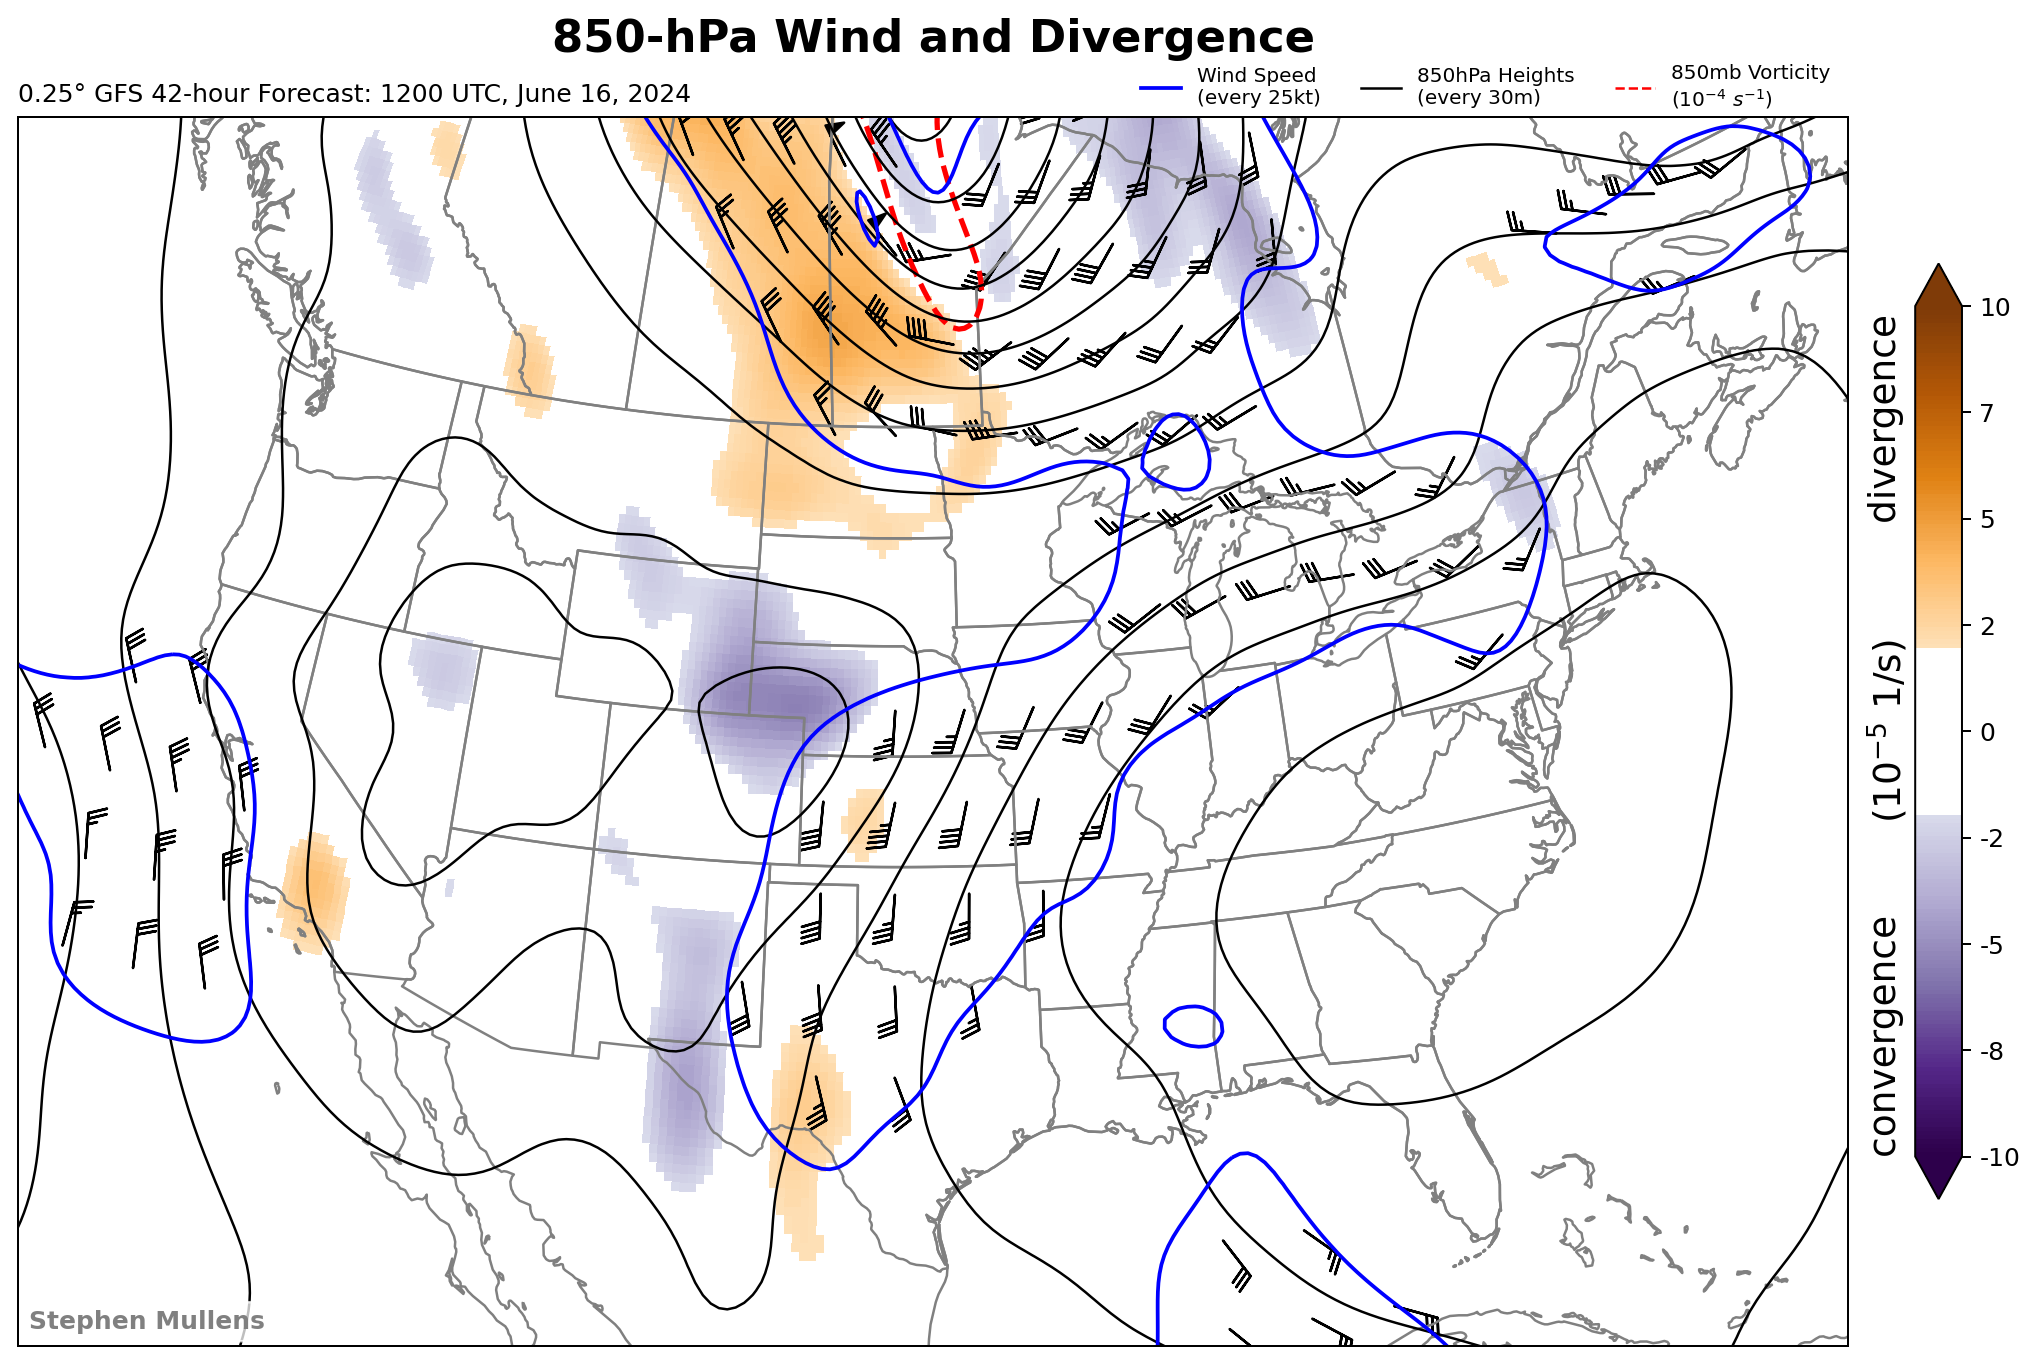 850-hPa Wind and Divergence
0.25° GFS 42-hour Forecast: 1200 UTC, June 16, 2024
Wind Speed
(every 25kt)
850hPa Heights
(every 30m)
850mb Vorticity
(10⁻⁴ s⁻¹)
10
7
5
2
0
-2
-5
-8
-10
convergence (10⁻⁵ 1/s) divergence
Stephen Mullens